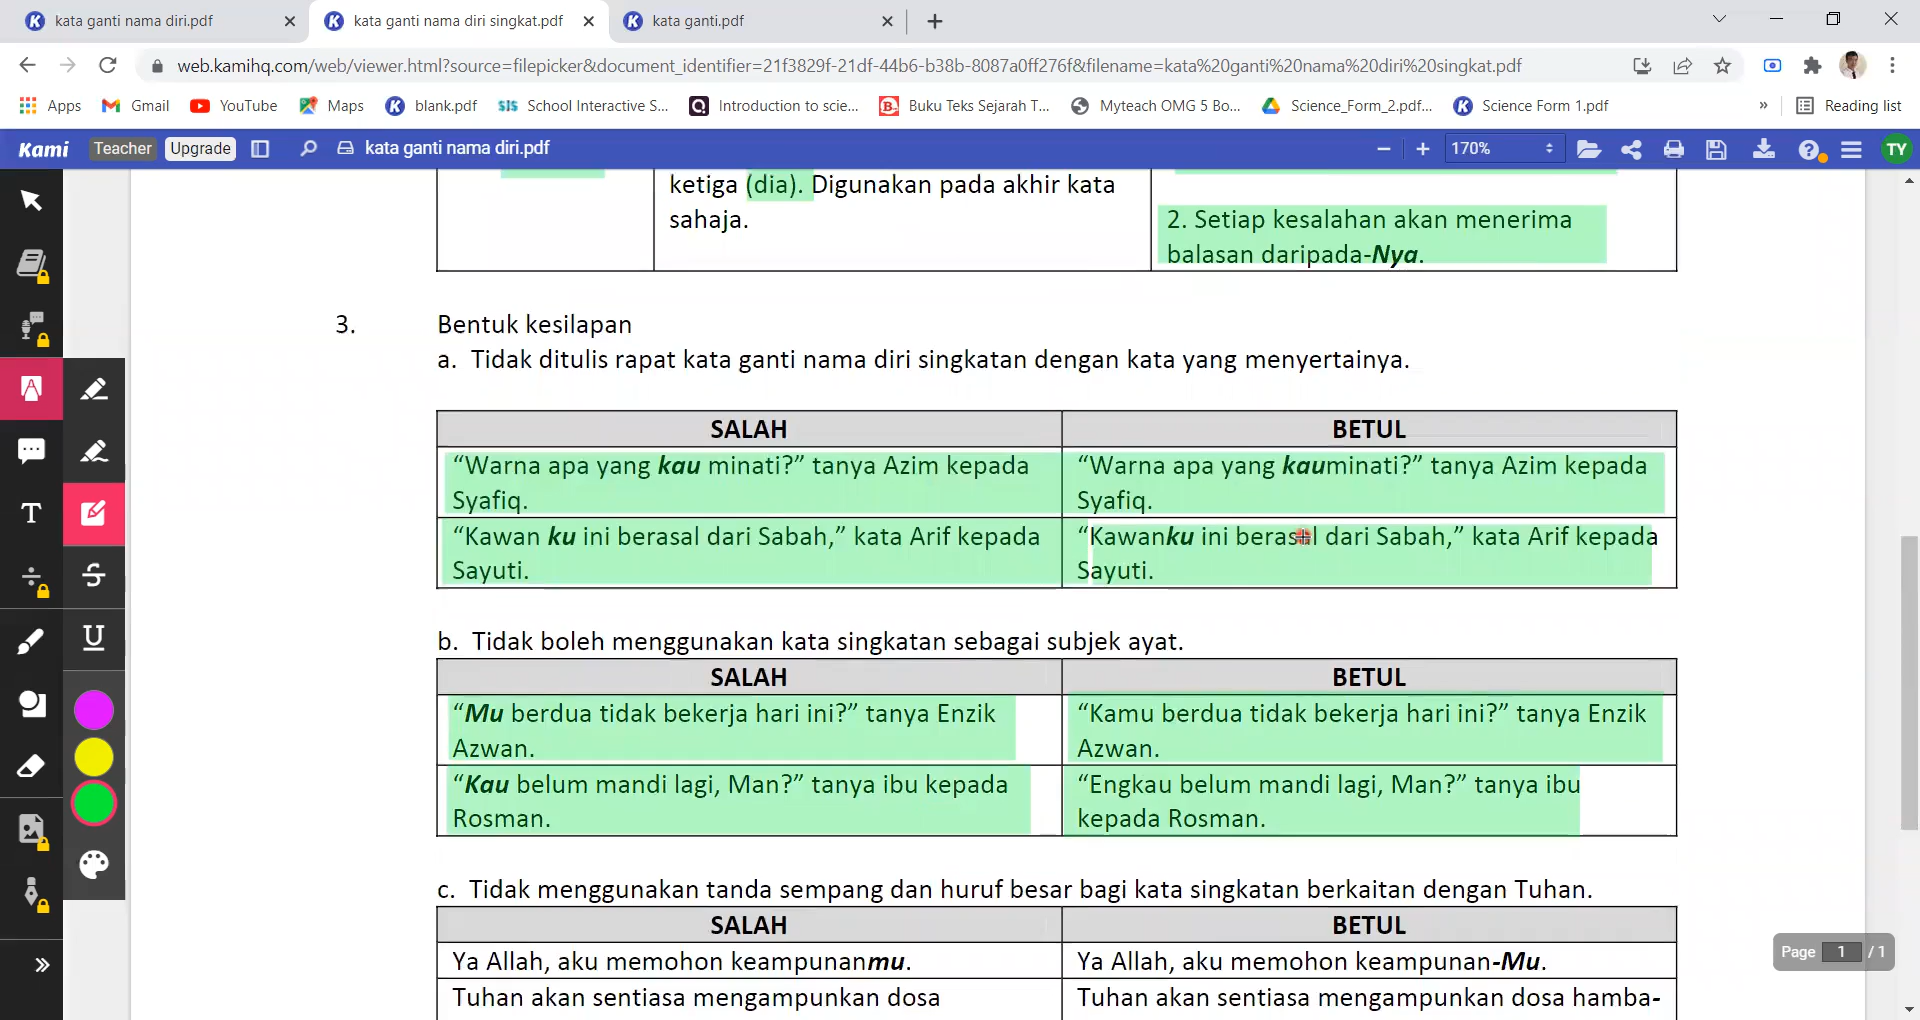 kata ganti nama diri.pdf
kata ganti nama diri singkat.pdf
kata ganti.pdf
web.kamihq.com/web/viewer.html?source=filepicker&document_identifier=21f3829f-21df-44b6-b38b-8087a0ff276f&filename=kata%20ganti%20nama%20diri%20singkat.pdf
Apps Gmail YouTube Maps blank.pdf School Interactive S... Introduction to scie... Buku Teks Sejarah T... Myteach OMG 5 Bo... Science_Form_2.pdf... Science Form 1.pdf » Reading list
Kami Teacher Upgrade kata ganti nama diri.pdf 170% TY
ketiga (dia). Digunakan pada akhir kata
sahaja.
2. Setiap kesalahan akan menerima
balasan daripada-Nya.
3. Bentuk kesilapan
a. Tidak ditulis rapat kata ganti nama diri singkatan dengan kata yang menyertainya.
SALAH BETUL
“Warna apa yang kau minati?” tanya Azim kepada
Syafiq.
“Warna apa yang kauminati?” tanya Azim kepada
Syafiq.
“Kawan ku ini berasal dari Sabah,” kata Arif kepada
Sayuti.
“Kawanku ini berasal dari Sabah,” kata Arif kepada
Sayuti.
b. Tidak boleh menggunakan kata singkatan sebagai subjek ayat.
SALAH BETUL
“Mu berdua tidak bekerja hari ini?” tanya Enzik
Azwan.
“Kamu berdua tidak bekerja hari ini?” tanya Enzik
Azwan.
“Kau belum mandi lagi, Man?” tanya ibu kepada
Rosman.
“Engkau belum mandi lagi, Man?” tanya ibu
kepada Rosman.
c. Tidak menggunakan tanda sempang dan huruf besar bagi kata singkatan berkaitan dengan Tuhan.
SALAH BETUL
Ya Allah, aku memohon keampunanmu.
Ya Allah, aku memohon keampunan-Mu.
Tuhan akan sentiasa mengampunkan dosa
Tuhan akan sentiasa mengampunkan dosa hamba-
Page 1 / 1